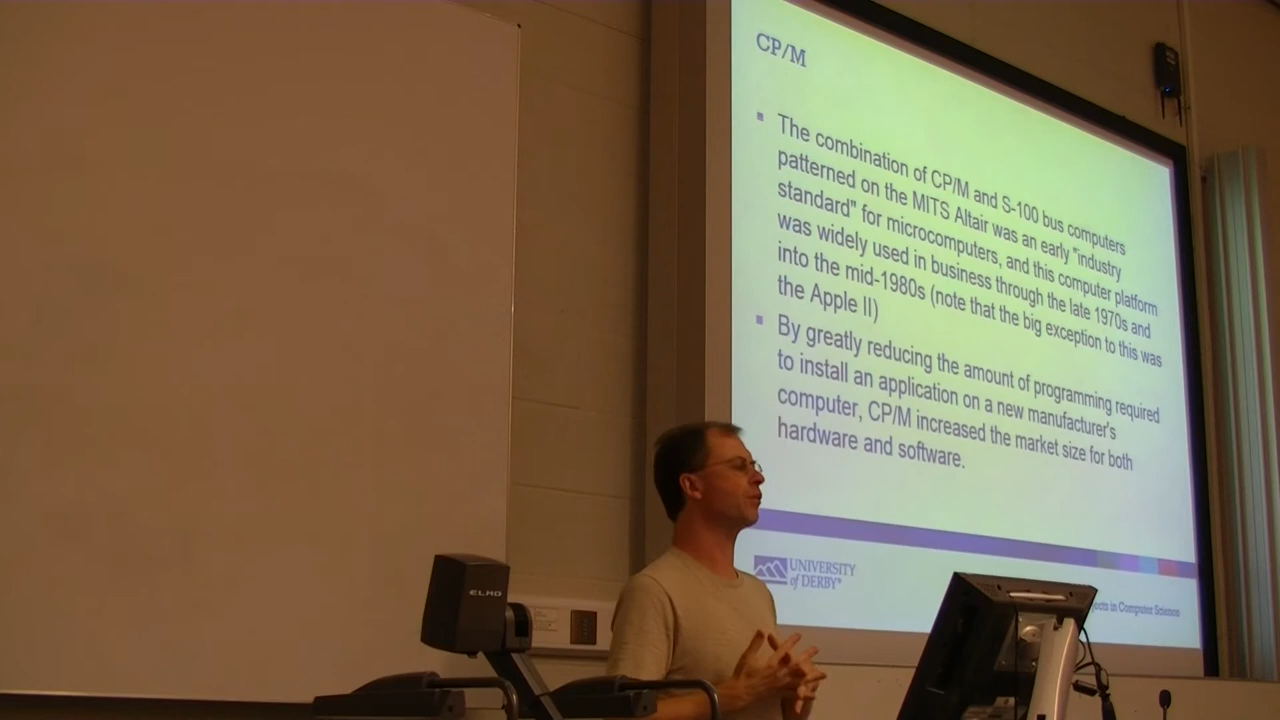 CP/M
The combination of CP/M and S-100 bus computers
patterned on the MITS Altair was an early "industry
standard" for microcomputers, and this computer platform
was widely used in business through the late 1970s and
into the mid-1980s (note that the big exception to this was
the Apple II)
By greatly reducing the amount of programming required
to install an application on a new manufacturer's
computer, CP/M increased the market size for both
hardware and software.
UNIVERSITY
of DERBY
in Computer Science
ELMO